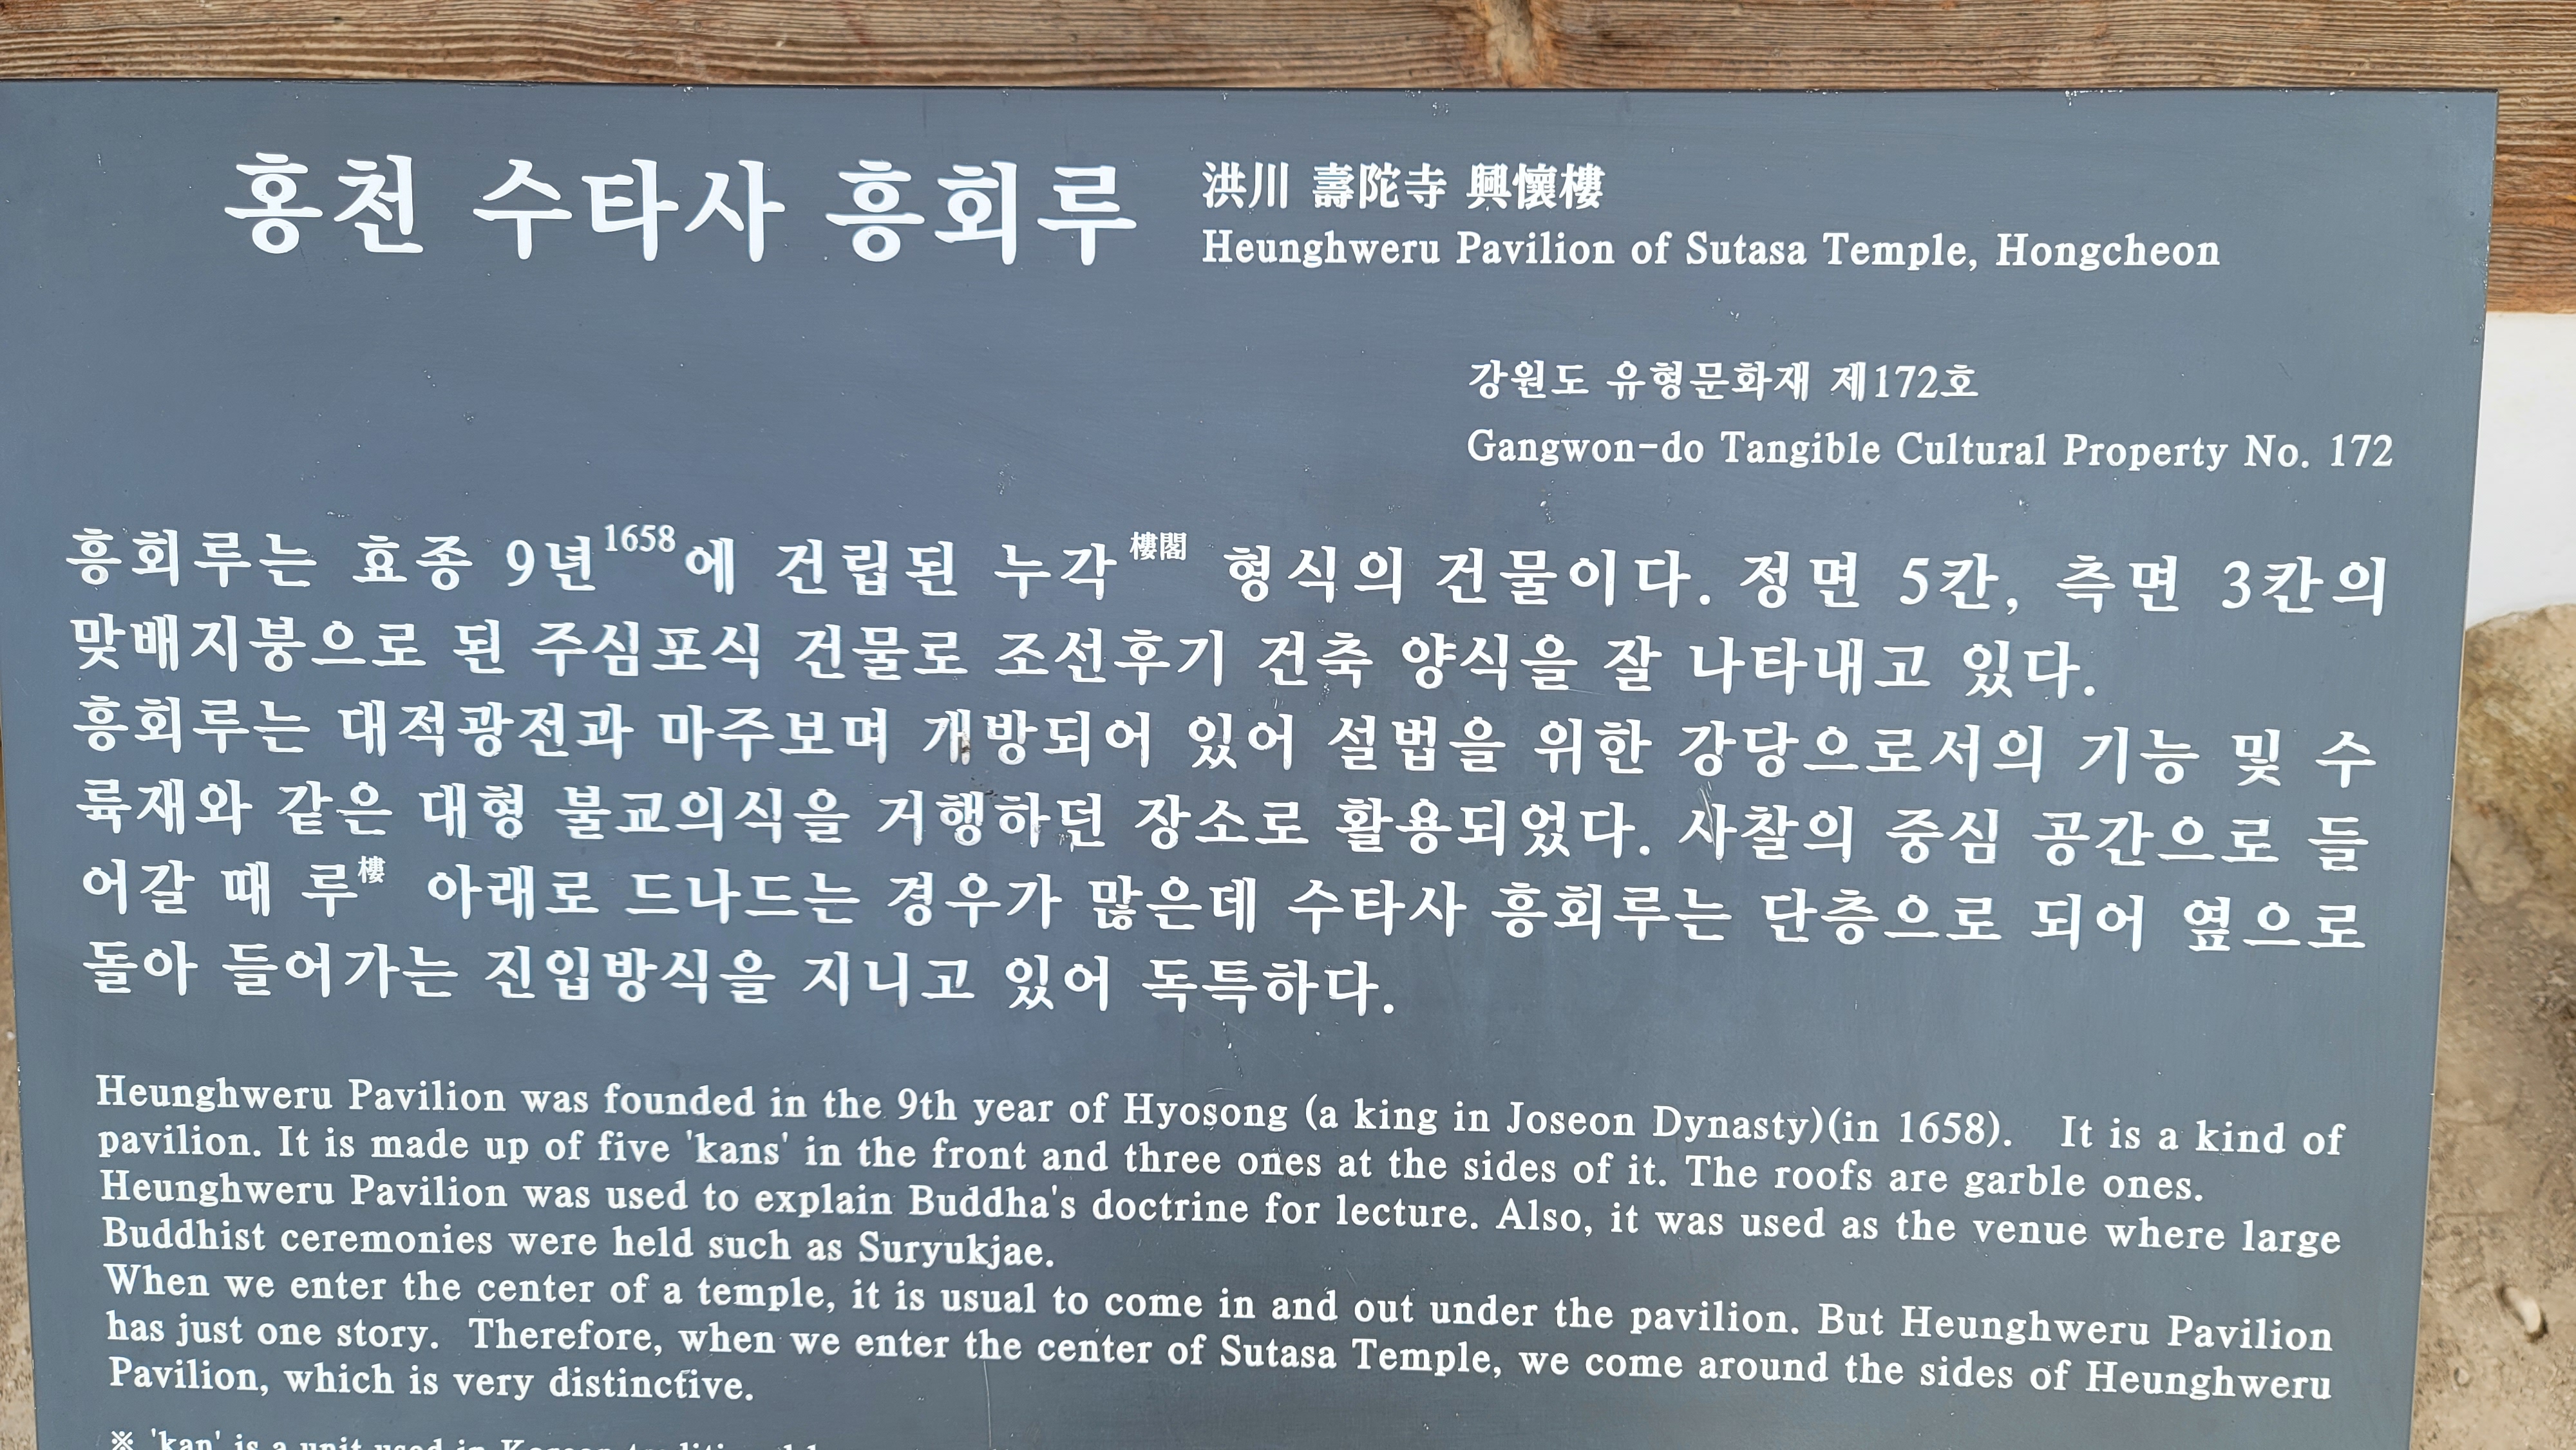 홍천 수타사 흥회루
洪川 壽陀寺 興懷樓
Heunghweru Pavilion of Sutasa Temple, Hongcheon
강원도 유형문화재 제172호
Gangwon-do Tangible Cultural Property No. 172
흥회루는 효종 9년1658에 건립된 누각樓閣 형식의 건물이다. 정면 5칸, 측면 3칸의
맞배지붕으로 된 주심포식 건물로 조선후기 건축 양식을 잘 나타내고 있다.
흥회루는 대적광전과 마주보며 개방되어 있어 설법을 위한 강당으로서의 기능 및 수
륙재와 같은 대형 불교의식을 거행하던 장소로 활용되었다. 사찰의 중심 공간으로 들
어갈 때 루樓 아래로 드나드는 경우가 많은데 수타사 흥회루는 단층으로 되어 옆으로
돌아 들어가는 진입방식을 지니고 있어 독특하다.
Heunghweru Pavilion was founded in the 9th year of Hyosong (a king in Joseon Dynasty)(in 1658). It is a kind of
pavilion. It is made up of five 'kans' in the front and three ones at the sides of it. The roofs are garble ones.
Heunghweru Pavilion was used to explain Buddha's doctrine for lecture. Also, it was used as the venue where large
Buddhist ceremonies were held such as Suryukjae.
When we enter the center of a temple, it is usual to come in and out under the pavilion. But Heunghweru Pavilion
has just one story. Therefore, when we enter the center of Sutasa Temple, we come around the sides of Heunghweru
Pavilion, which is very distincfive.
※ 'kan' is a unit used in Korean